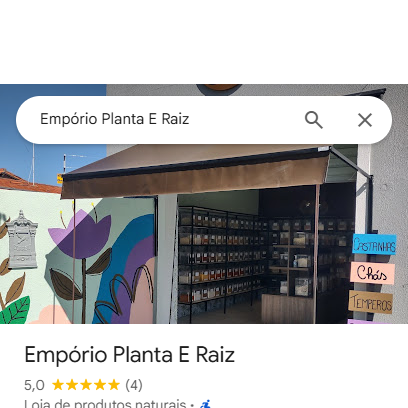 Empório Planta E Raiz
CASTANHAS
Chás
TEMPEROS
Empório Planta E Raiz
5,0 (4)
Loja de produtos naturais ·